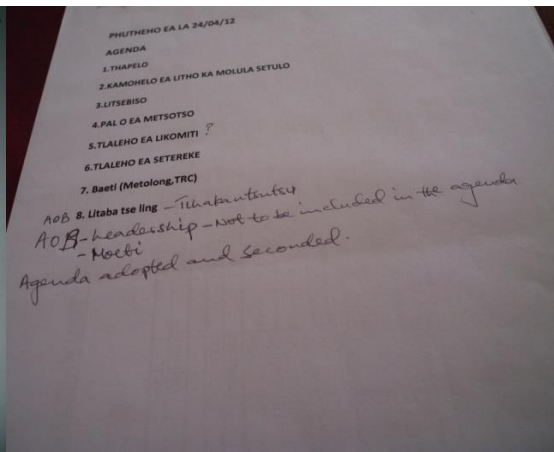 PHUTHEHO EA LA 24/04/12
AGENDA
1.THAPELO
2.KAMOHELO EA LITHO KA MOLULA SETULO
3.LITSEBISO
4.PAL O EA METSOTSO
5.TLALEHO EA LIKOMITI ?
6.TLALEHO EA SETEREKE
7. Baeti (Metolong,TRC)
AOB 8. Litaba tse ling -
AOB - Leadership - Not to be included in the agenda
- Moeti
Agenda adopted and seconded.